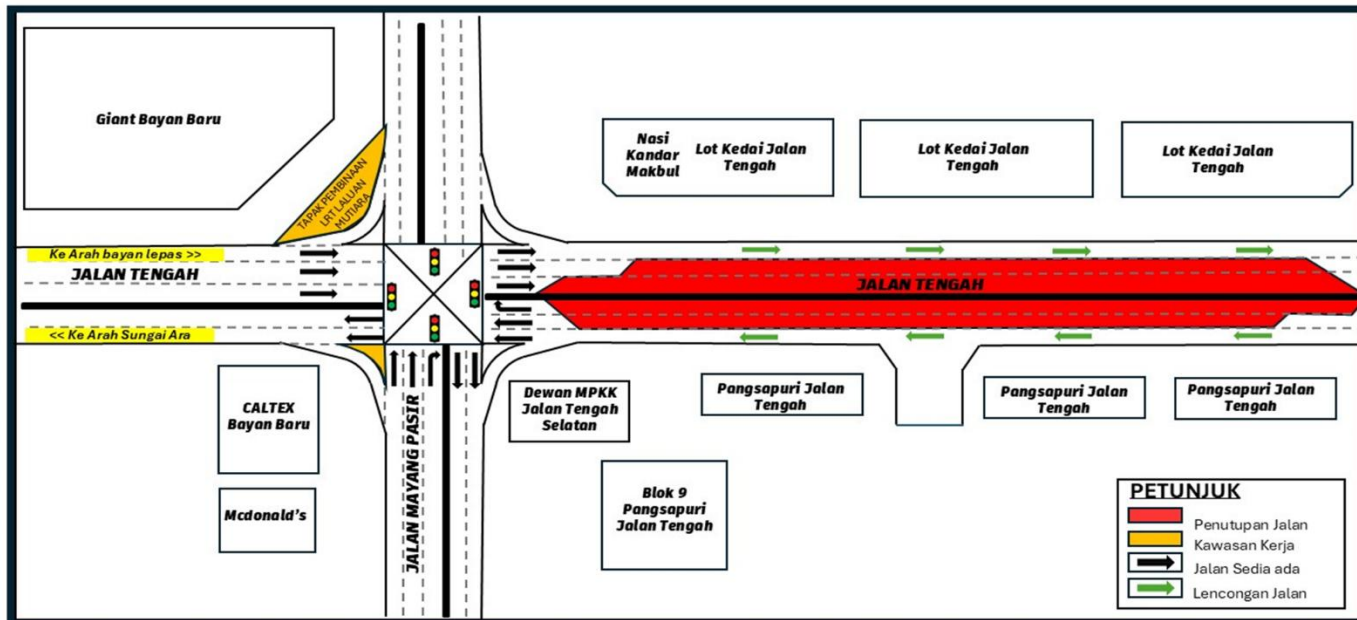 Giant Bayan Baru
TAPAK PEMBINAAN
LRT LALUAN
MUTIARA
Nasi
Kandar
Makbul
Lot Kedai Jalan
Tengah
Lot Kedai Jalan
Tengah
Lot Kedai Jalan
Tengah
Ke Arah bayan lepas >>
JALAN TENGAH
JALAN TENGAH
<< Ke Arah Sungai Ara
CALTEX
Bayan Baru
Mcdonald's
JALAN MAYANG PASIR
Dewan MPKK
Jalan Tengah
Selatan
Pangsapuri Jalan
Tengah
Pangsapuri Jalan
Tengah
Pangsapuri Jalan
Tengah
Blok 9
Pangsapuri
Jalan Tengah
PETUNJUK
Penutupan Jalan
Kawasan Kerja
Jalan Sedia ada
Lencongan Jalan